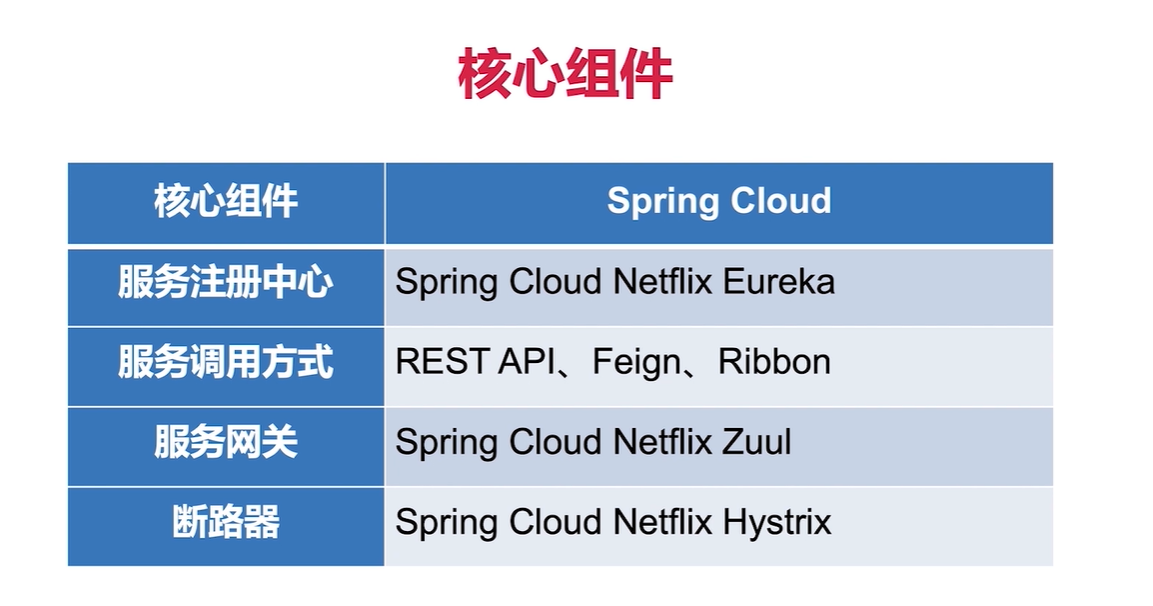 核心组件
核心组件 Spring Cloud
服务注册中心 Spring Cloud Netflix Eureka
服务调用方式 REST API、Feign、Ribbon
服务网关 Spring Cloud Netflix Zuul
断路器 Spring Cloud Netflix Hystrix